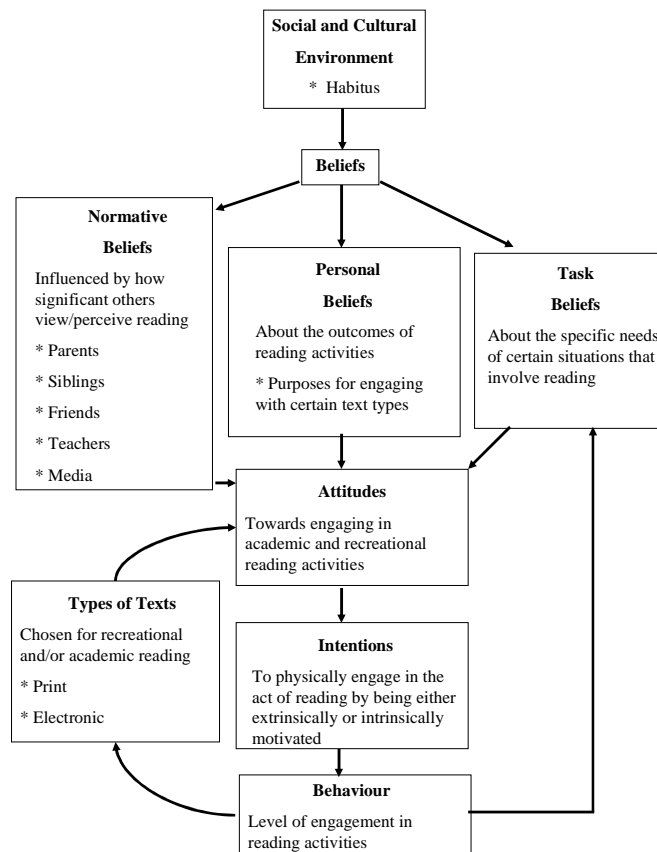 Social and Cultural
Environment
* Habitus
Beliefs
Normative
Beliefs
Influenced by how
significant others
view/perceive reading
* Parents
* Siblings
* Friends
* Teachers
* Media
Personal
Beliefs
About the outcomes of
reading activities
* Purposes for engaging
with certain text types
Task
Beliefs
About the specific needs
of certain situations that
involve reading
Attitudes
Towards engaging in
academic and recreational
reading activities
Types of Texts
Chosen for recreational
and/or academic reading
* Print
* Electronic
Intentions
To physically engage in the
act of reading by being either
extrinsically or intrinsically
motivated
Behaviour
Level of engagement in
reading activities